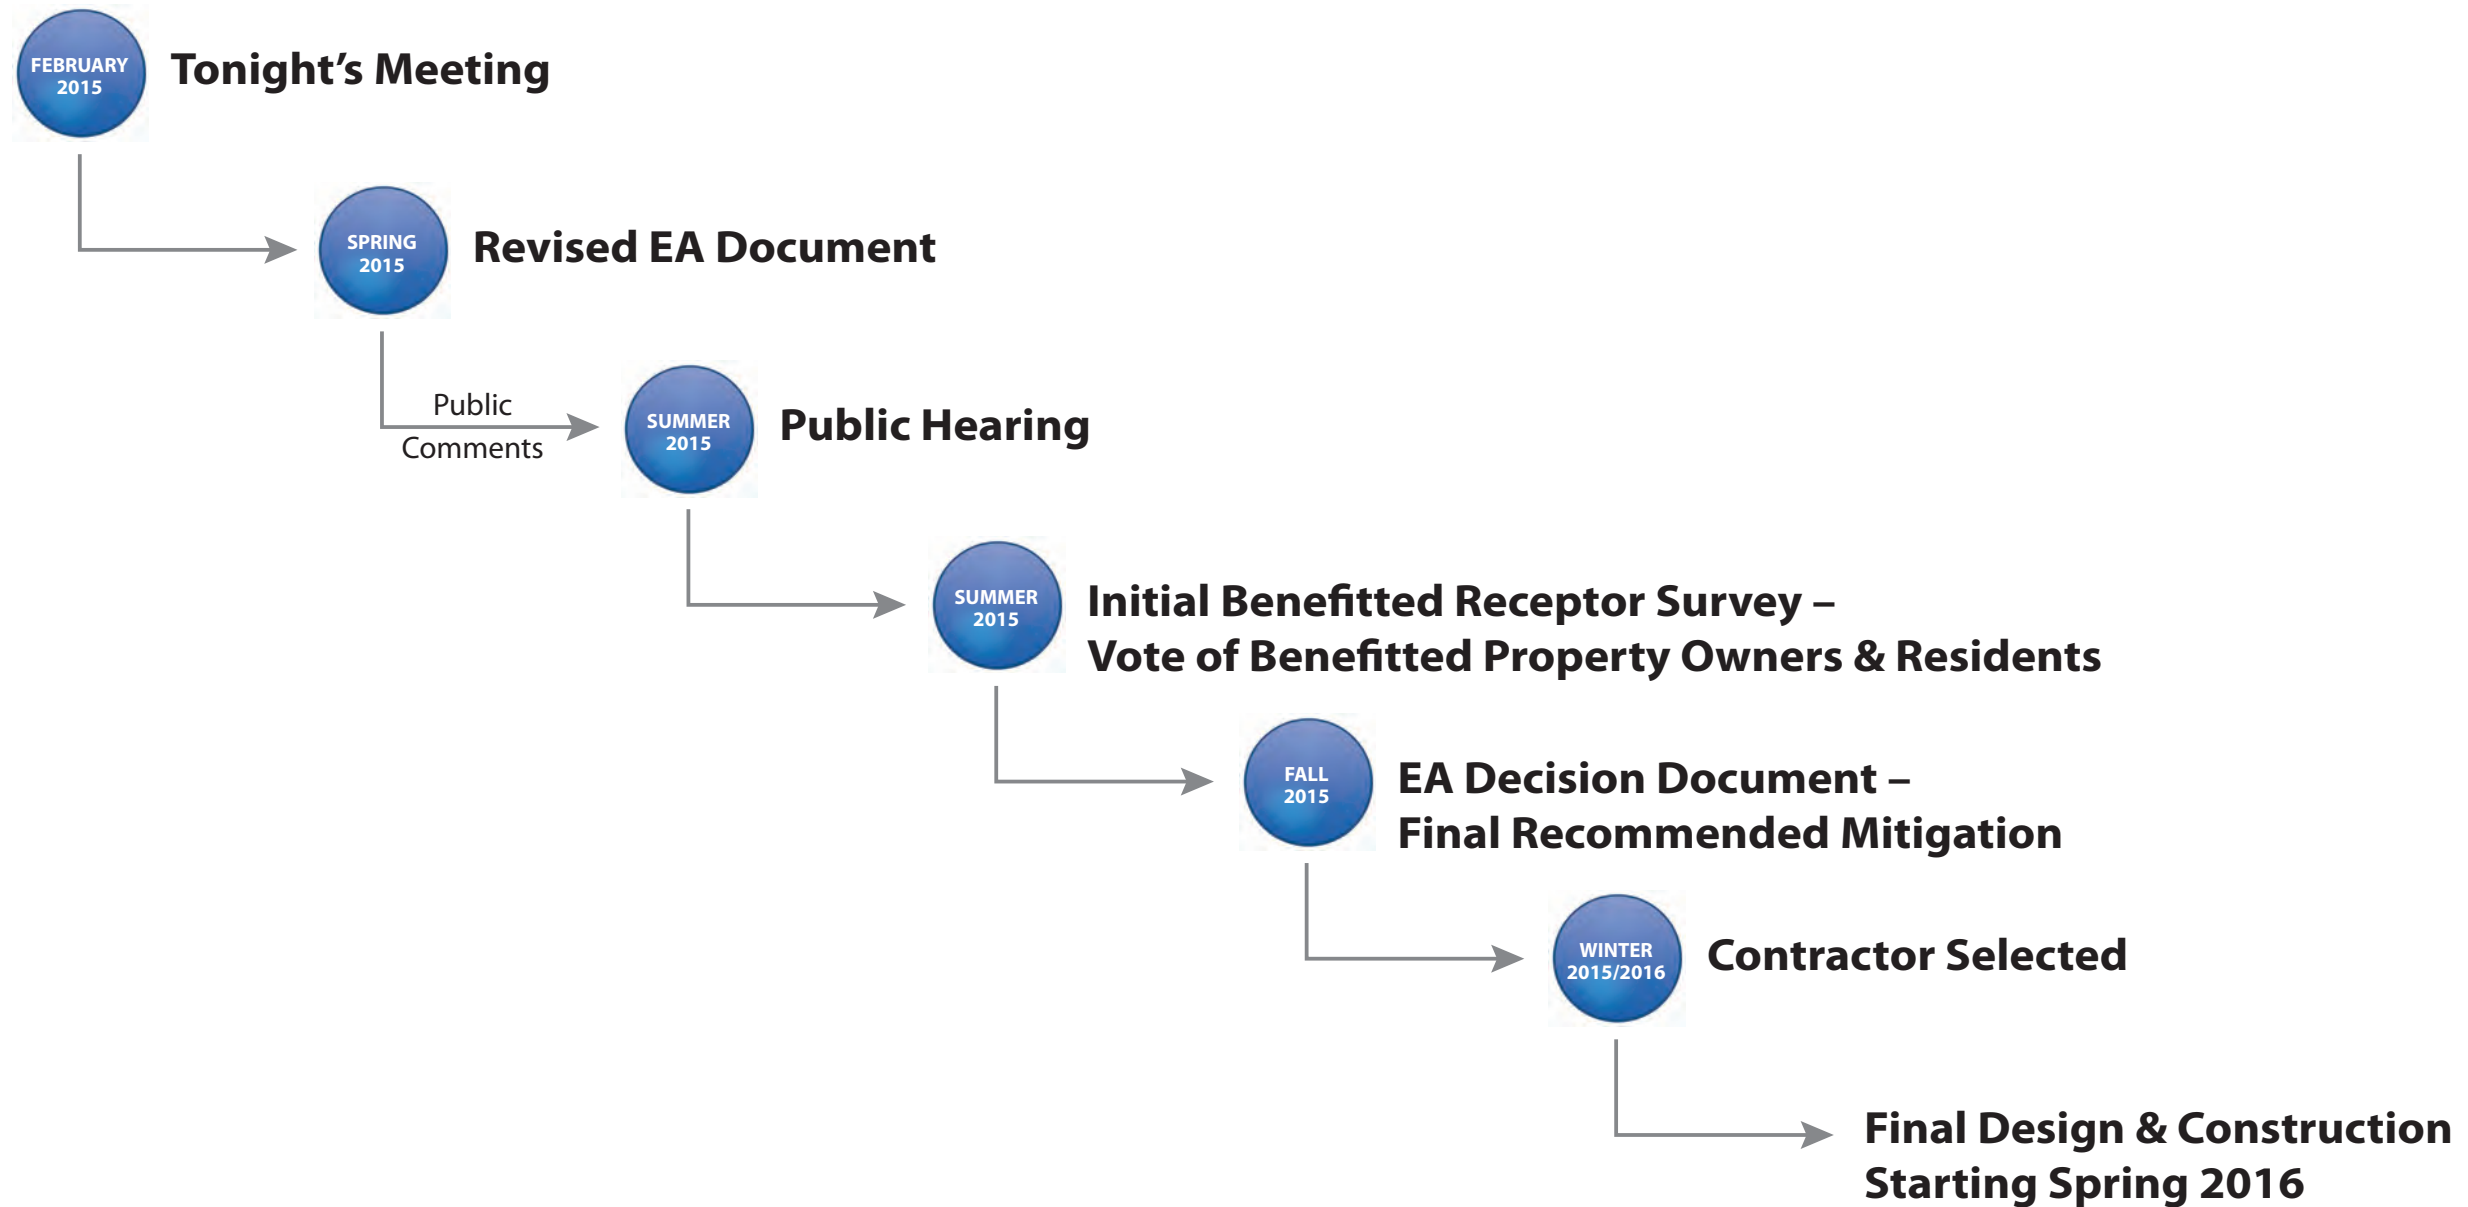 FEBRUARY
2015
Tonight’s Meeting
SPRING
2015
Revised EA Document
Public
Comments
SUMMER
2015
Public Hearing
SUMMER
2015
Initial Benefitted Receptor Survey –
Vote of Benefitted Property Owners & Residents
FALL
2015
EA Decision Document –
Final Recommended Mitigation
WINTER
2015/2016
Contractor Selected
Final Design & Construction
Starting Spring 2016